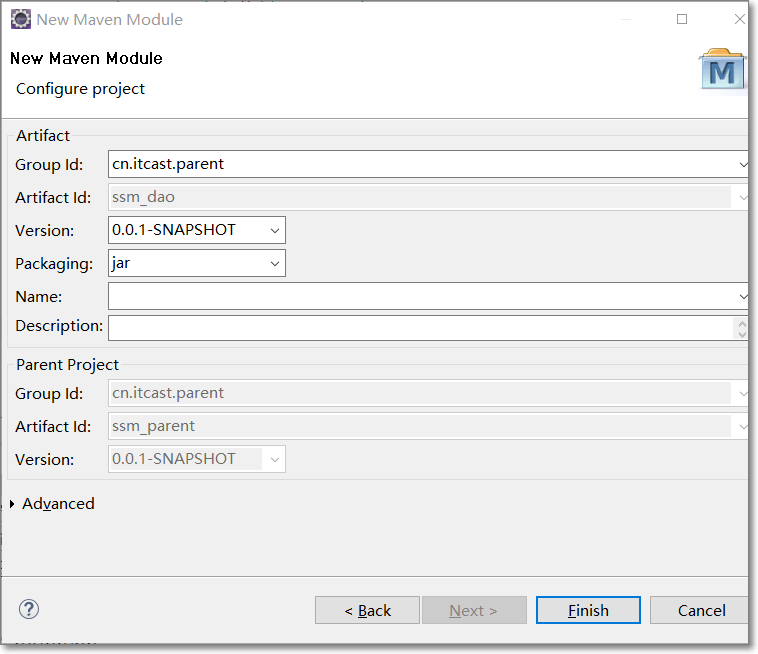 New Maven Module
New Maven Module
Configure project
M
Artifact
Group Id: cn.itcast.parent
Artifact Id: ssm_dao
Version: 0.0.1-SNAPSHOT
Packaging: jar
Name:
Description:
Parent Project
Group Id: cn.itcast.parent
Artifact Id: ssm_parent
Version: 0.0.1-SNAPSHOT
Advanced
? < Back Next > Finish Cancel